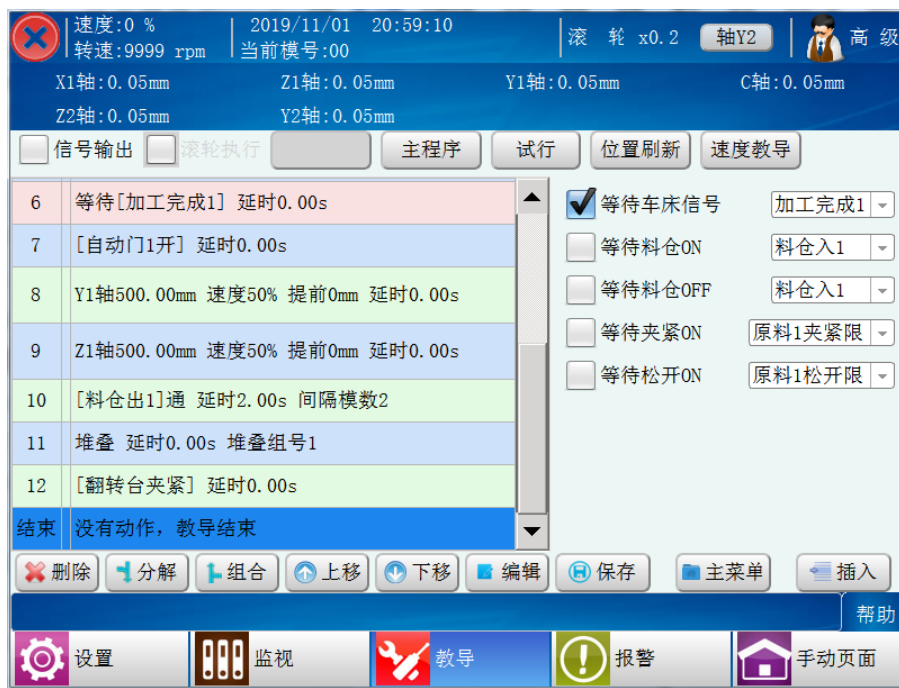 速度:0 % 2019/11/01 20:59:10 滚 轮 x0.2 轴Y2 高 级
转速:9999 rpm 当前模号:00
X1轴:0.05mm Z1轴:0.05mm Y1轴:0.05mm C轴:0.05mm
Z2轴:0.05mm Y2轴:0.05mm
信号输出 滚轮执行 主程序 试行 位置刷新 速度教导
6 等待[加工完成1] 延时0.00s
7 [自动门1开] 延时0.00s
8 Y1轴500.00mm 速度50% 提前0mm 延时0.00s
9 Z1轴500.00mm 速度50% 提前0mm 延时0.00s
10 [料仓出1]通 延时2.00s 间隔模数2
11 堆叠 延时0.00s 堆叠组号1
12 [翻转台夹紧] 延时0.00s
结束 没有动作，教导结束
等待车床信号 加工完成1
等待料仓ON 料仓入1
等待料仓OFF 料仓入1
等待夹紧ON 原料1夹紧限
等待松开ON 原料1松开限
删除 分解 组合 上移 下移 编辑 保存 主菜单 插入
帮助
设置 监视 教导 报警 手动页面